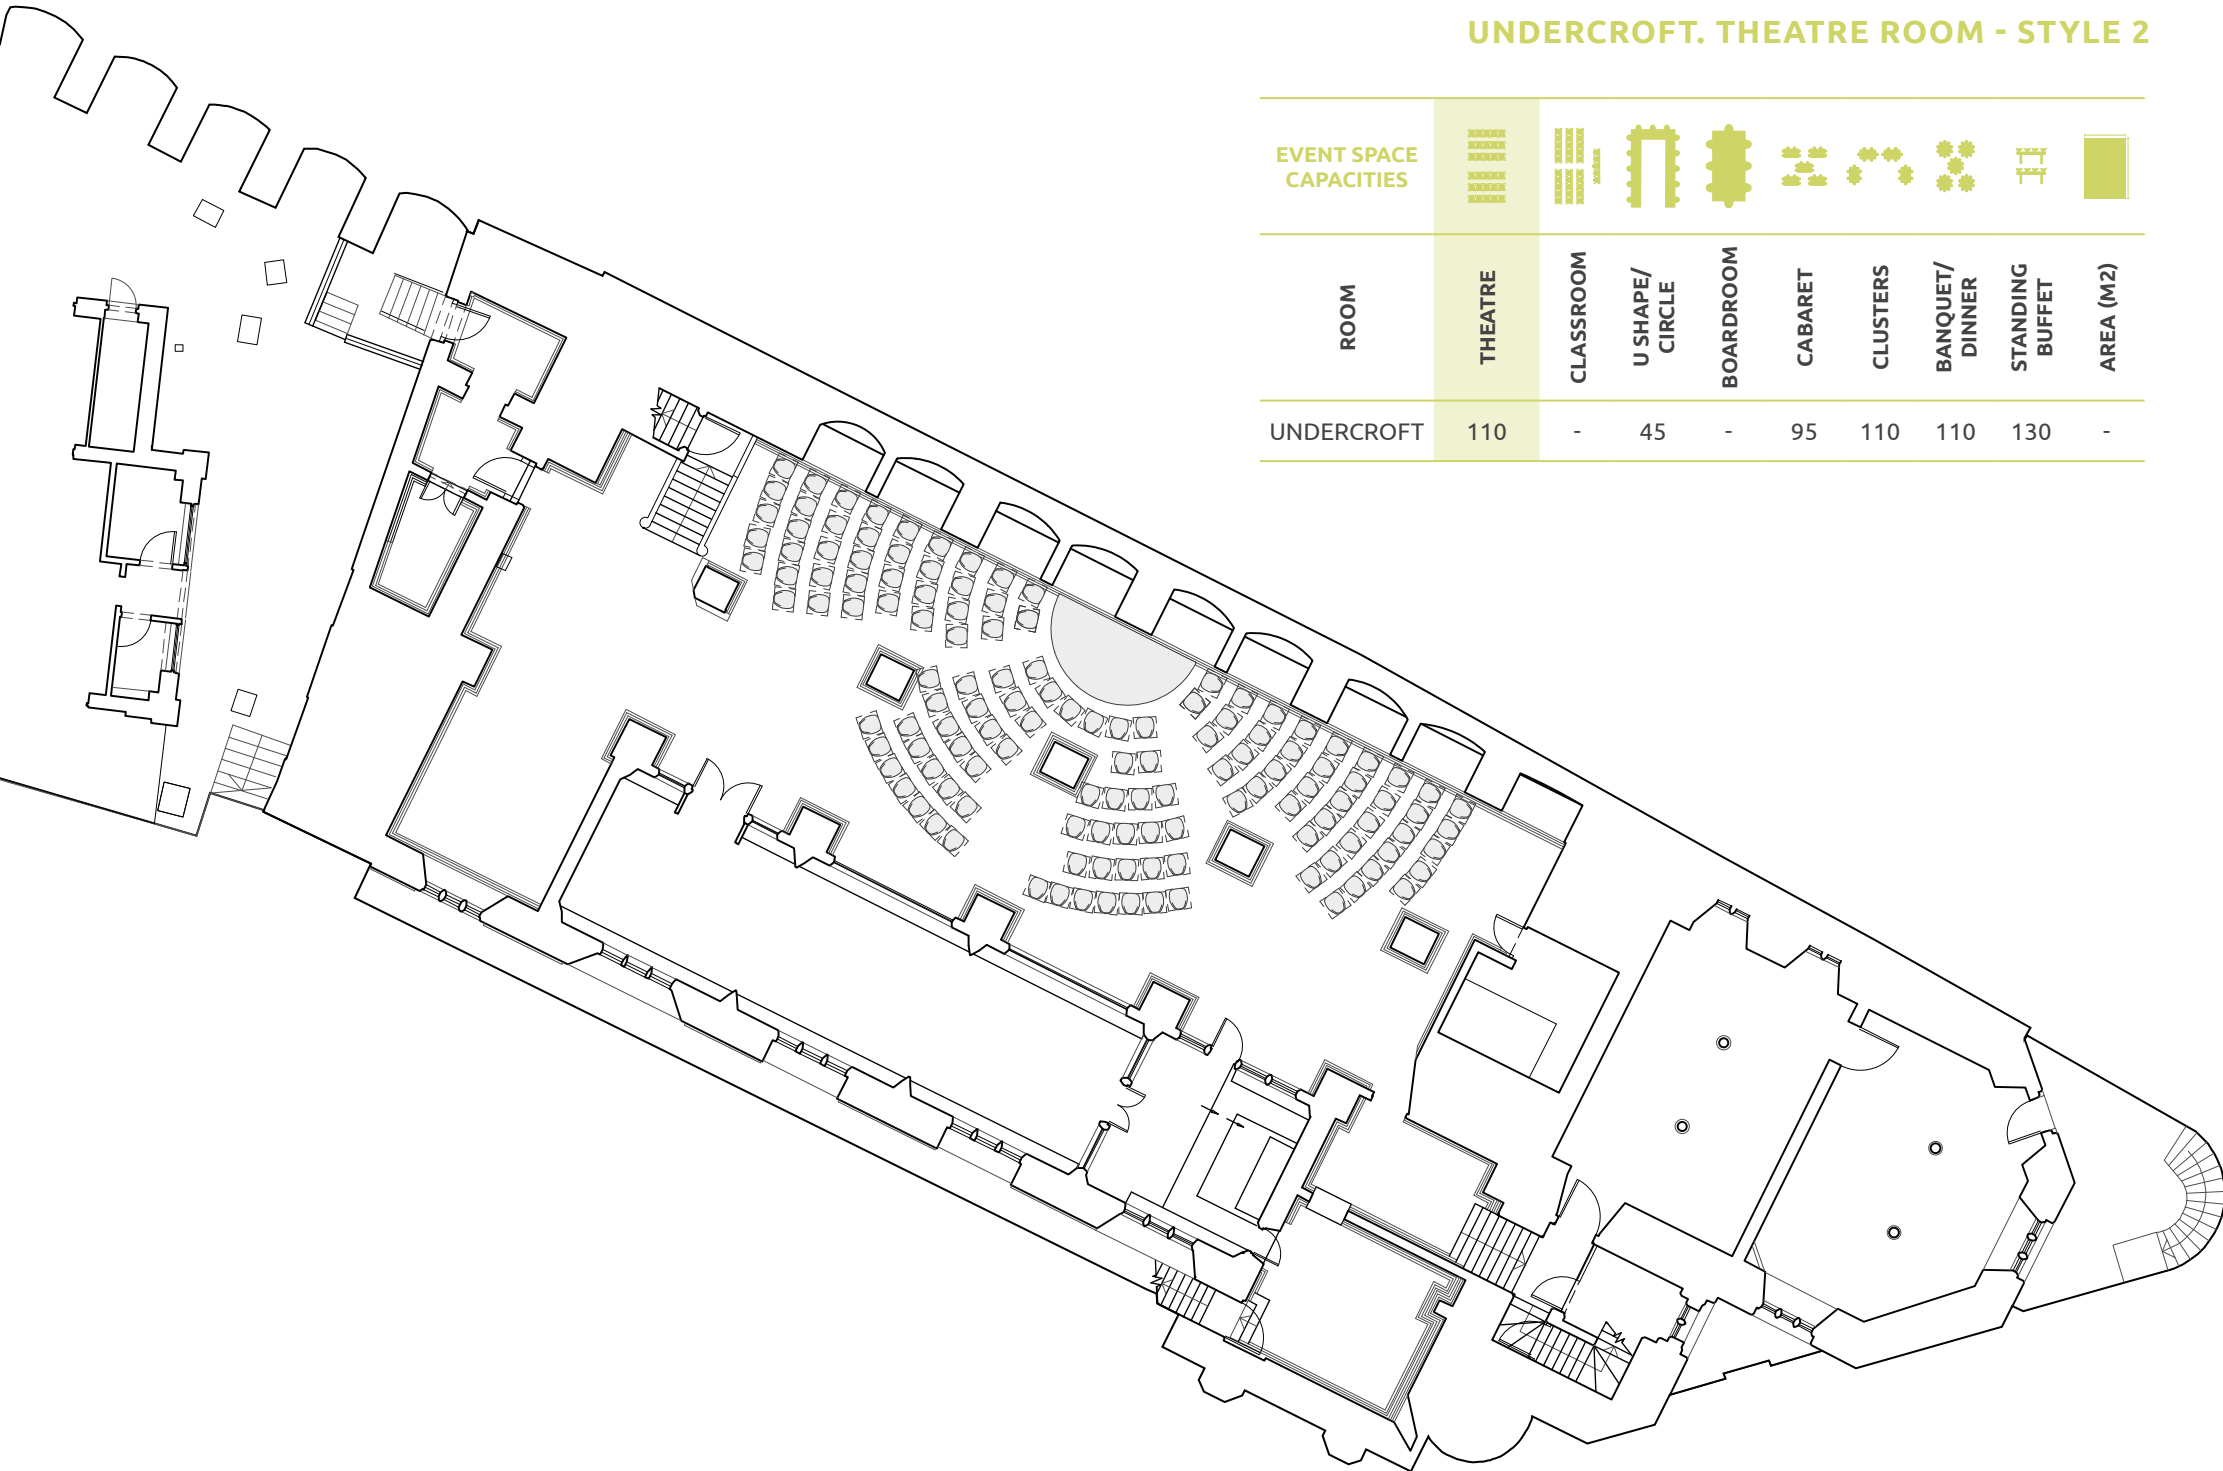 UNDERCROFT. THEATRE ROOM - STYLE 2
EVENT SPACE
CAPACITIES
ROOM
THEATRE
CLASSROOM
U SHAPE/
CIRCLE
BOARDROOM
CABARET
CLUSTERS
BANQUET/
DINNER
STANDING
BUFFET
AREA (M2)
UNDERCROFT 110 - 45 - 95 110 110 130 -